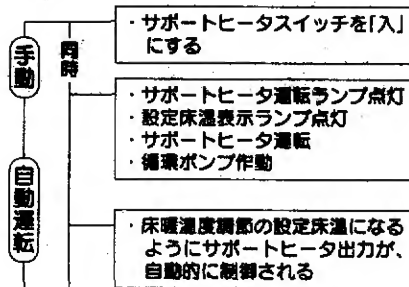 手動
同時
・サポートヒータスイッチを「入」
にする
・サポートヒータ運転ランプ点灯
・設定床温表示ランプ点灯
・サポートヒータ運転
・循環ポンプ作動
自動運転
・床暖温度調節の設定床温になる
ようにサポートヒータ出力が、
自動的に制御される